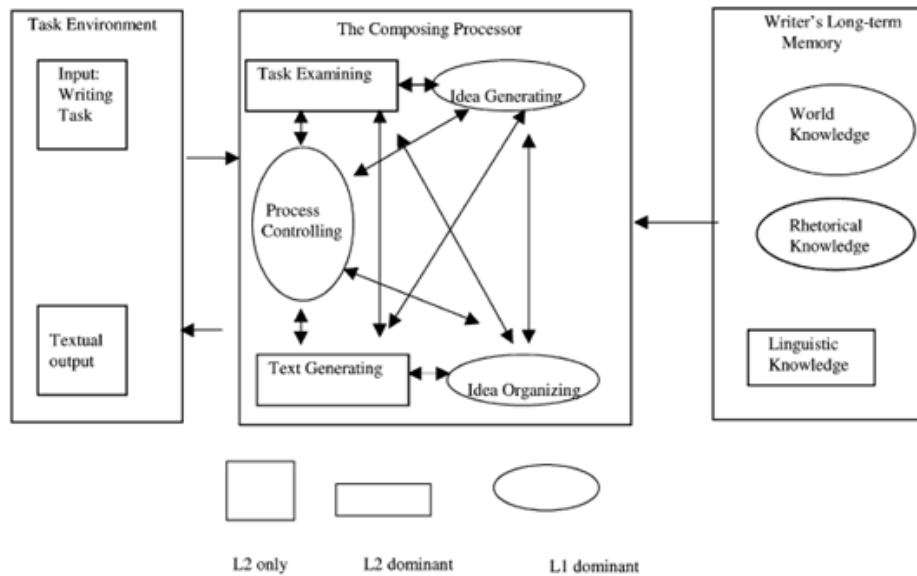 Task Environment
Input:
Writing
Task
Textual
output
The Composing Processor
Task Examining
Idea Generating
Process
Controlling
Text Generating
Idea Organizing
Writer's Long-term
Memory
World
Knowledge
Rhetorical
Knowledge
Linguistic
Knowledge
L2 only
L2 dominant
L1 dominant